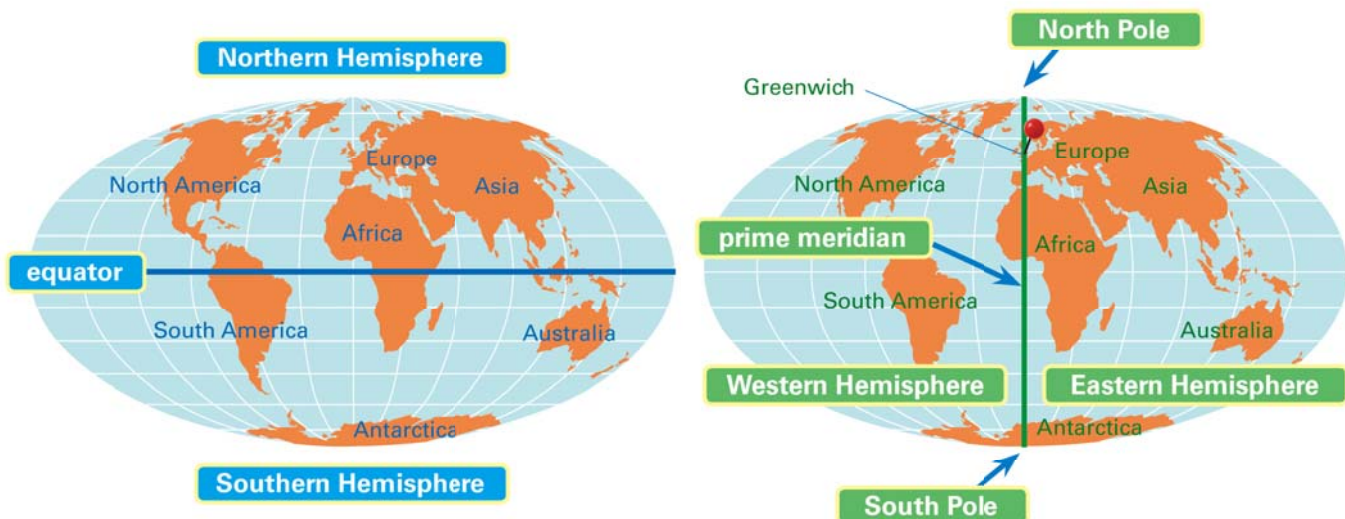 Northern Hemisphere
North America
Europe
Asia
Africa
equator
South America
Australia
Antarctica
Southern Hemisphere
North Pole
Greenwich
Europe
North America
Asia
prime meridian
Africa
South America
Australia
Western Hemisphere
Eastern Hemisphere
Antarctica
South Pole